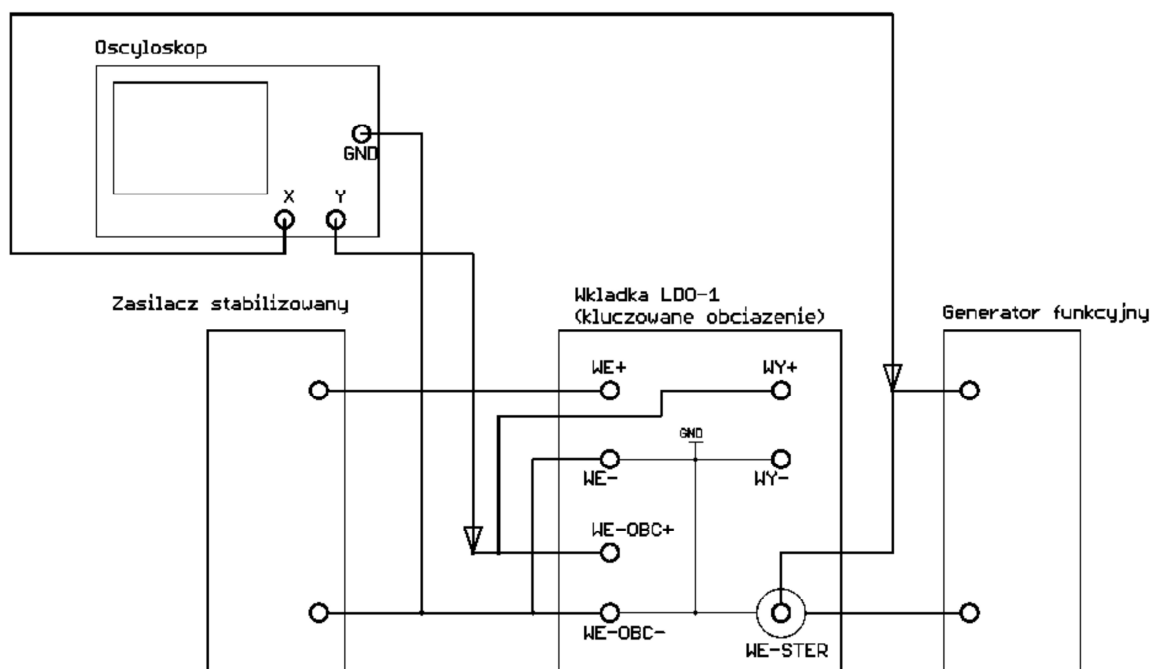 Oscyloskop
GND
X Y
Zasilacz stabilizowany
Wkladka LDO-1
(kluczowane obciazenie)
Generator funkcyjny
WE+ WY+
GND
WE- WY-
WE-OBC+
WE-OBC-
WE-STER